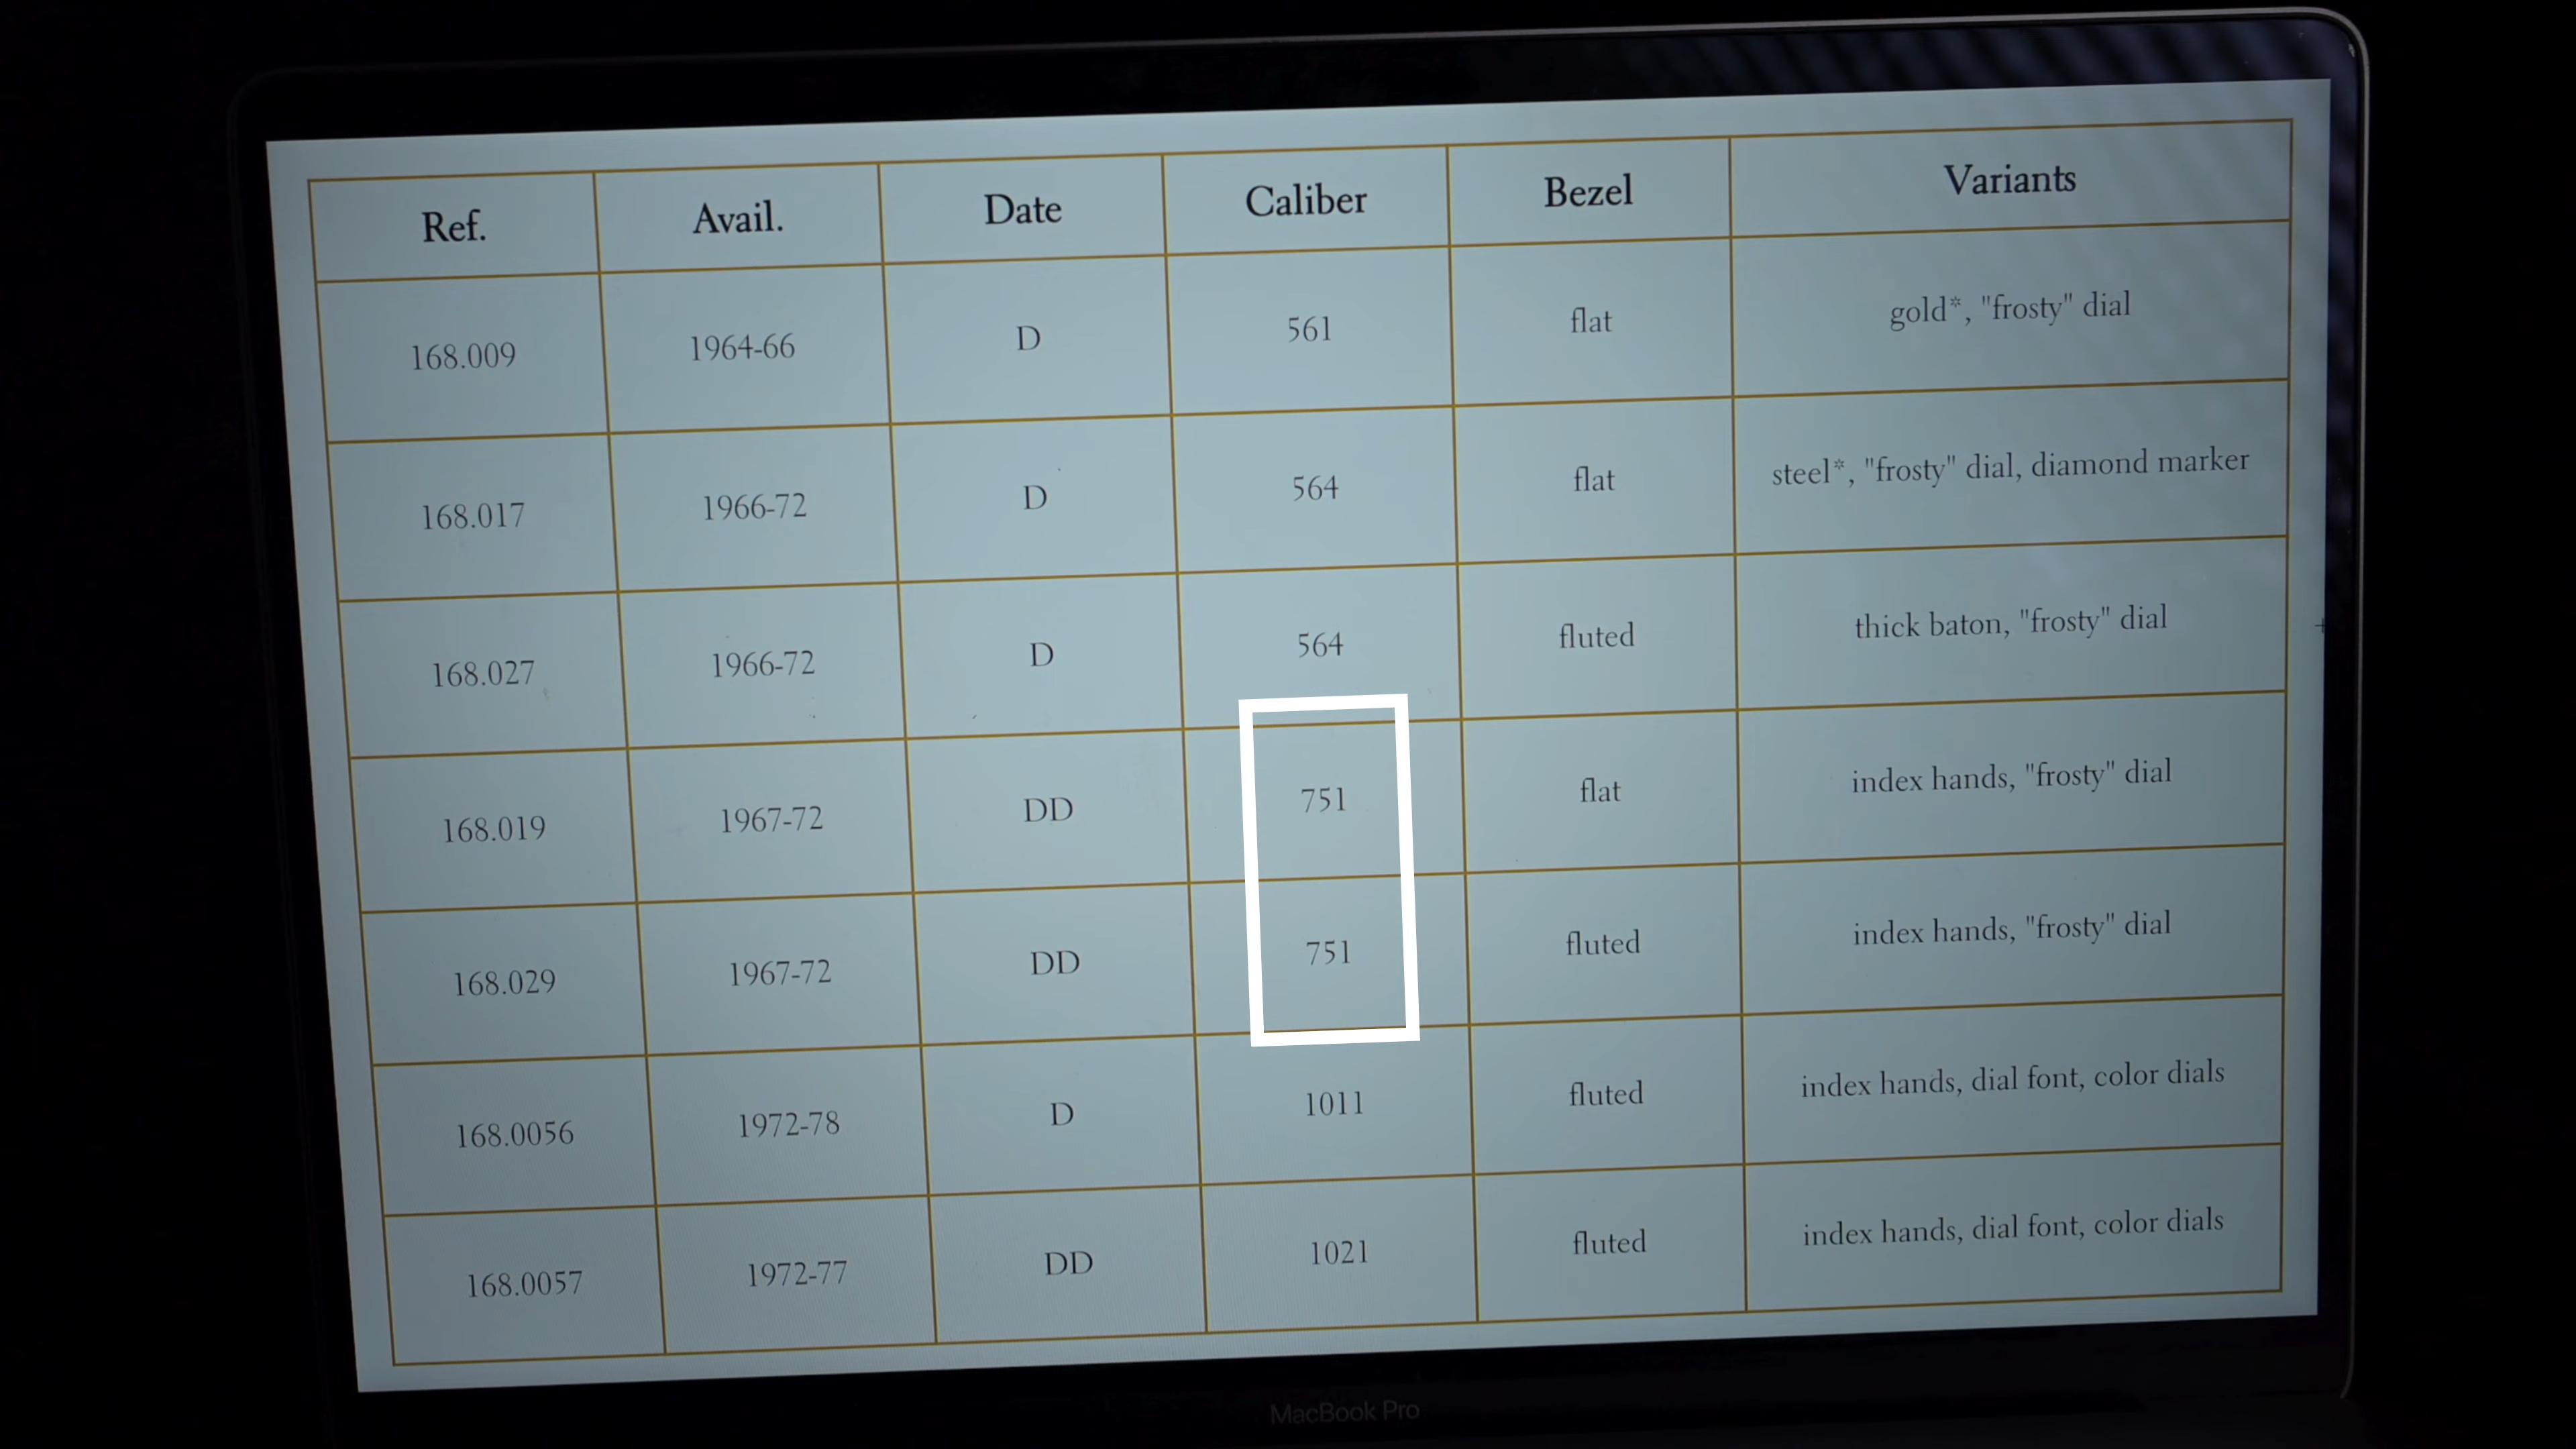 Ref. Avail. Date Caliber Bezel Variants
168.009 1964-66 D 561 flat gold*, "frosty" dial
168.017 1966-72 D 564 flat steel*, "frosty" dial, diamond marker
168.027 1966-72 D 564 fluted thick baton, "frosty" dial
168.019 1967-72 DD 751 flat index hands, "frosty" dial
168.029 1967-72 DD 751 fluted index hands, "frosty" dial
168.0056 1972-78 D 1011 fluted index hands, dial font, color dials
168.0057 1972-77 DD 1021 fluted index hands, dial font, color dials
MacBook Pro